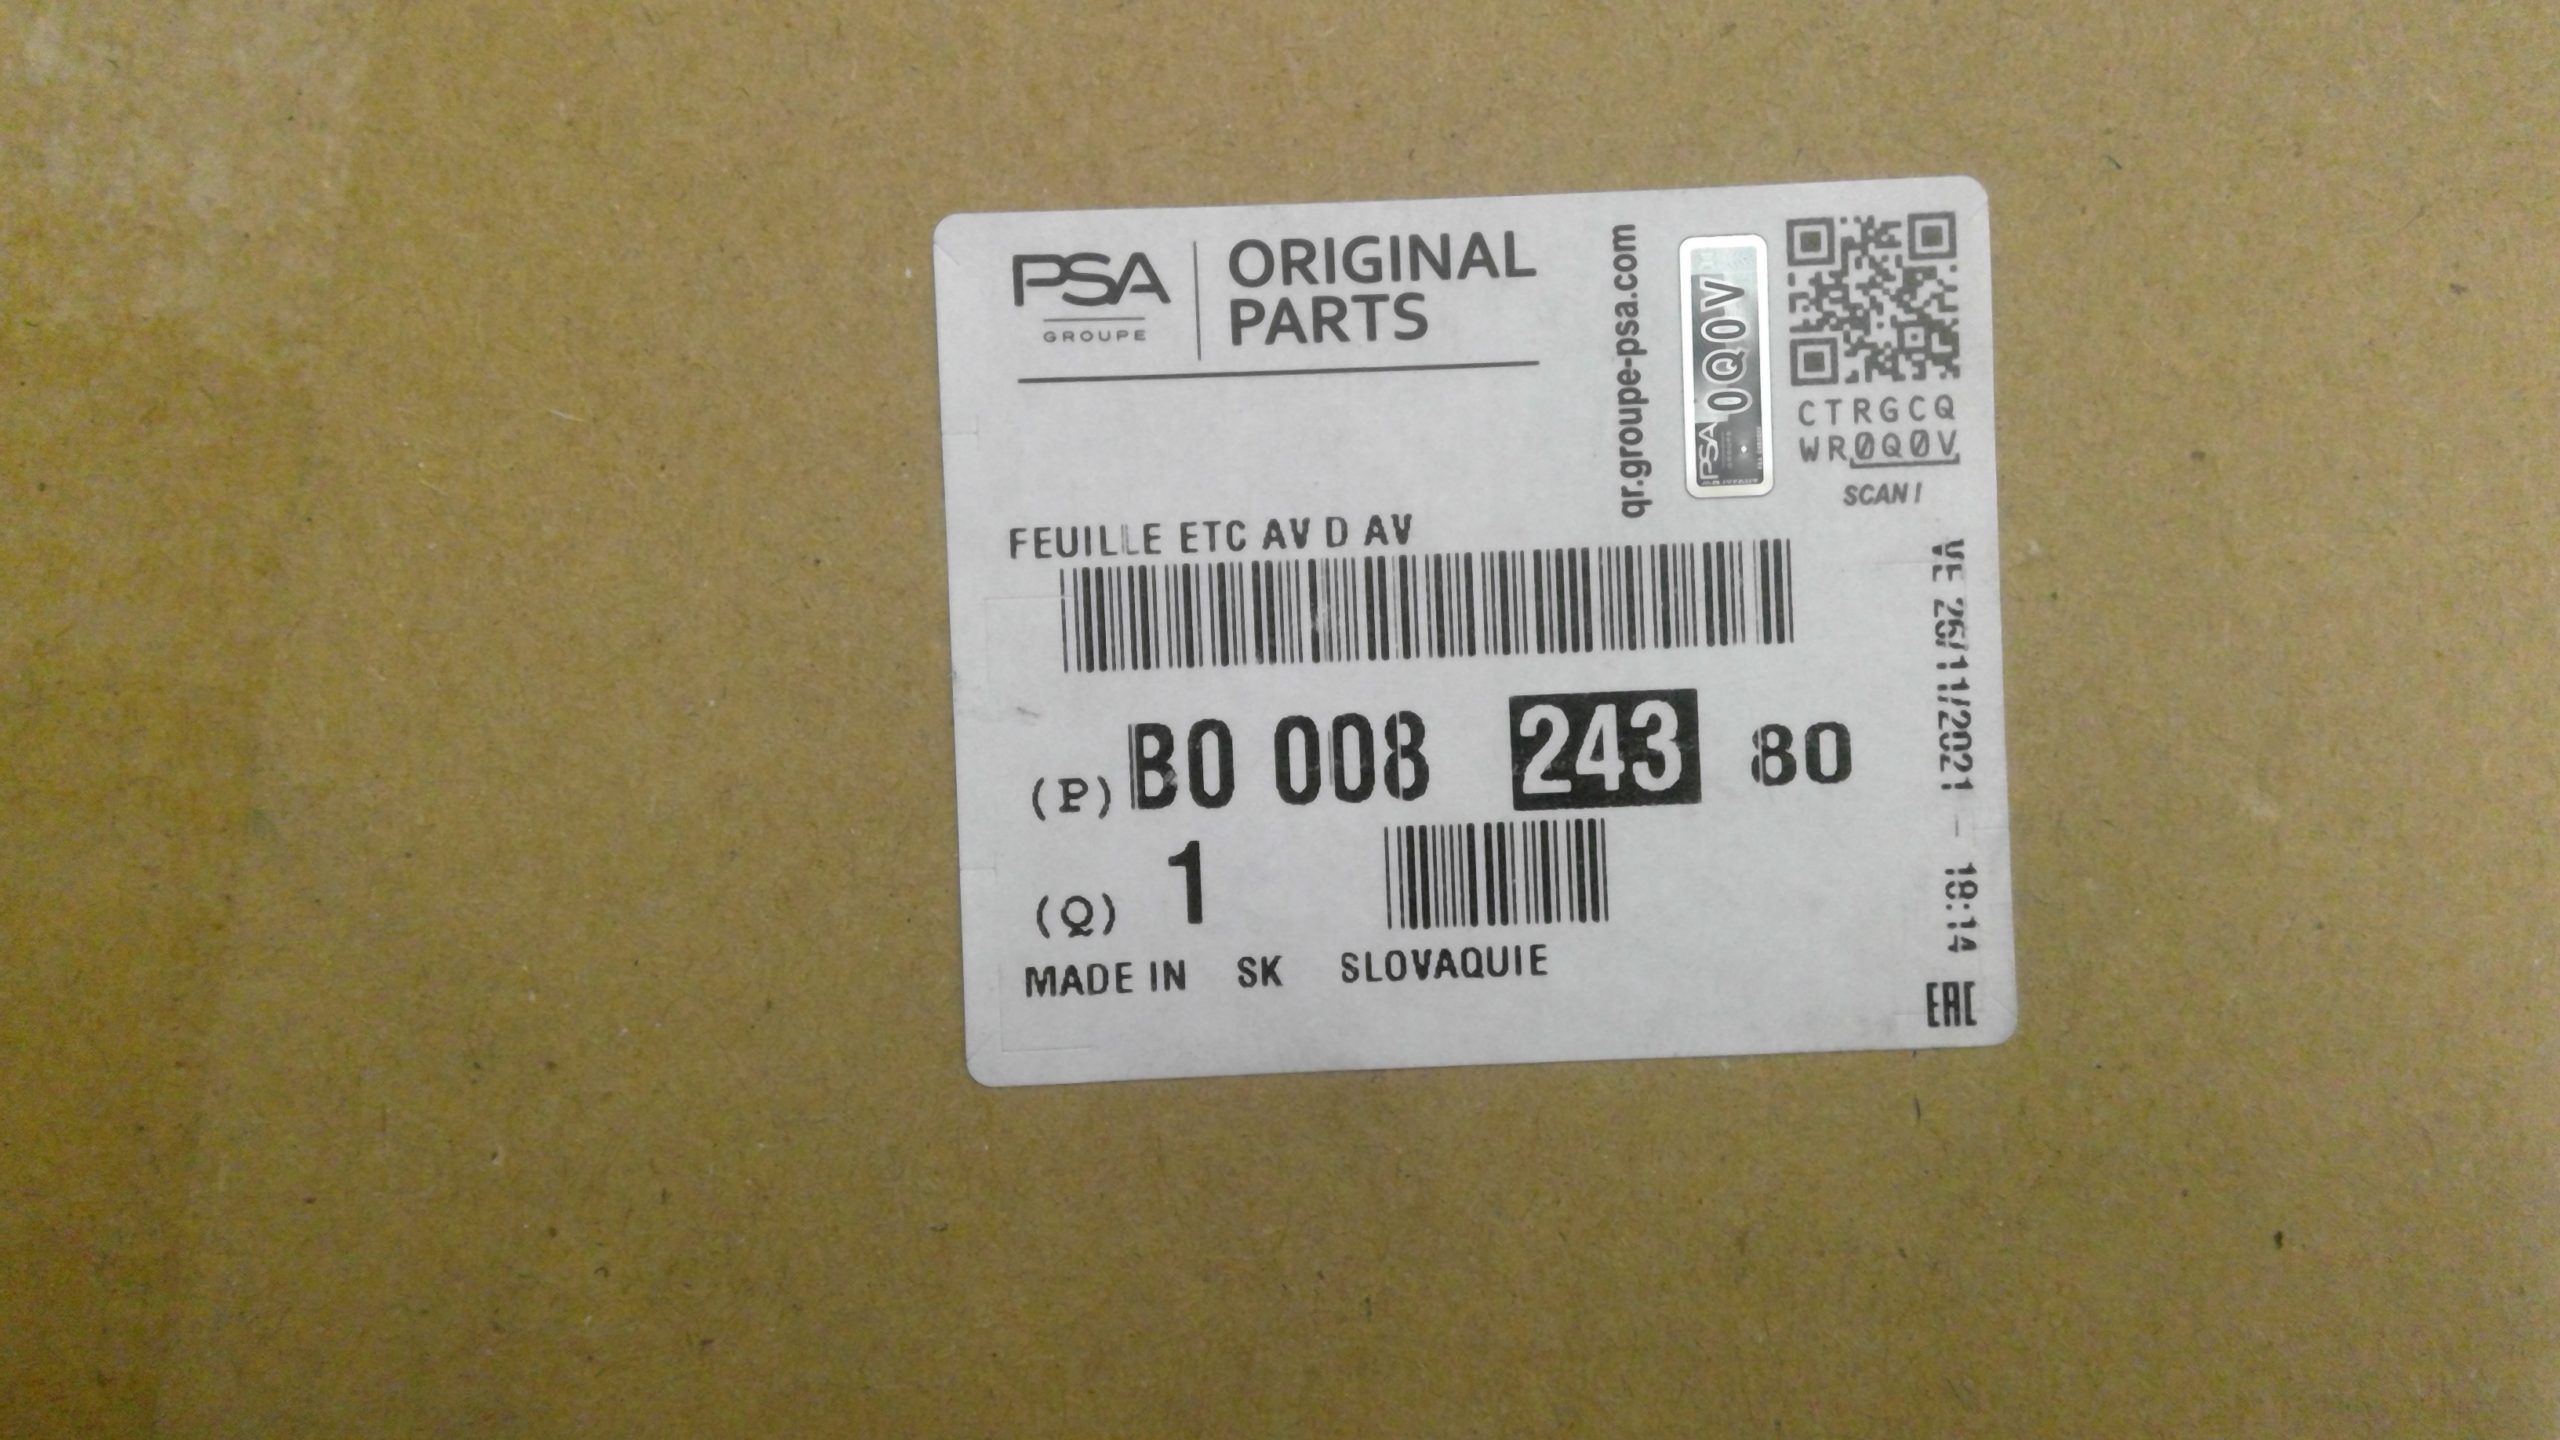 PSA
GROUPE
ORIGINAL
PARTS
qr.groupe-psa.com
PSA
0Q0V
CTRGCQ
WR0Q0V
SCAN !
FEUILLE ETC AV D AV
(P) B0 008 243 80
(Q) 1
MADE IN SK SLOVAQUIE
VE 26/11/2021 - 18:14
EAC